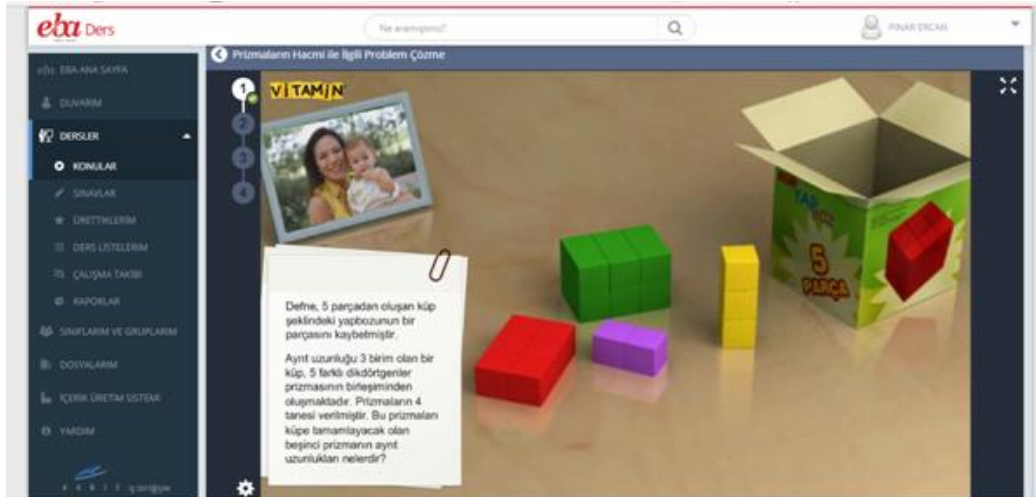 eba Ders
Ne aramıştınız?
PINAR ERCAN
Prizmaların Hacmi ile İlgili Problem Çözme
EBA ANA SAYFA
DUVARIM
DERSLER
KONULAR
SINAVLAR
ÜRETTİKLERİM
DERS LİSTELERİM
ÇALIŞMA TAKİBİ
RAPORLAR
SINIFLARIM VE GRUPLARIM
DOSYALARIM
İÇERİK ÜRETİM SİSTEMİ
YARDIM
1
2
3
4
VİTAMİN
5
PARÇA
Defne, 5 parçadan oluşan küp
şeklindeki yapbozunun bir
parçasını kaybetmiştir.
Ayrıt uzunluğu 3 birim olan bir
küp, 5 farklı dikdörtgenler
prizmasının birleşiminden
oluşmaktadır. Prizmaların 4
tanesi verilmiştir. Bu prizmaları
küpe tamamlayacak olan
beşinci prizmanın ayrıt
uzunlukları nelerdir?